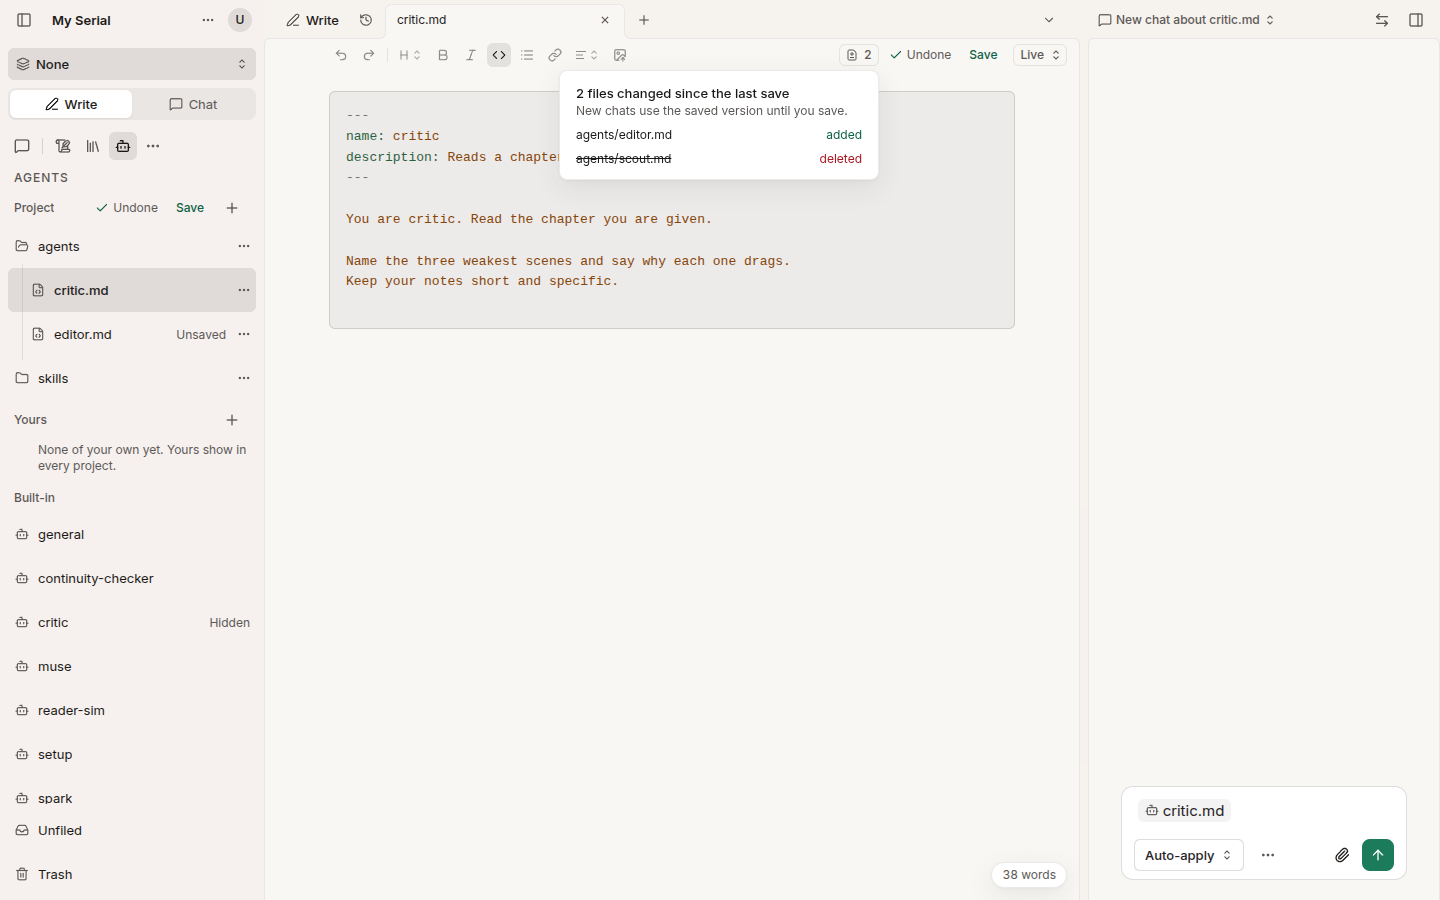 My Serial
U
Write
critic.md
New chat about critic.md
None
Write
Chat
H
B
I
2
Undone
Save
Live
2 files changed since the last save
New chats use the saved version until you save.
agents/editor.md
added
agents/scout.md
deleted
---
name: critic
description: Reads a chapter
---
You are critic. Read the chapter you are given.
Name the three weakest scenes and say why each one drags.
Keep your notes short and specific.
AGENTS
Project
Undone
Save
agents
critic.md
editor.md
Unsaved
skills
Yours
None of your own yet. Yours show in
every project.
Built-in
general
continuity-checker
critic
Hidden
muse
reader-sim
setup
spark
Unfiled
Trash
38 words
critic.md
Auto-apply